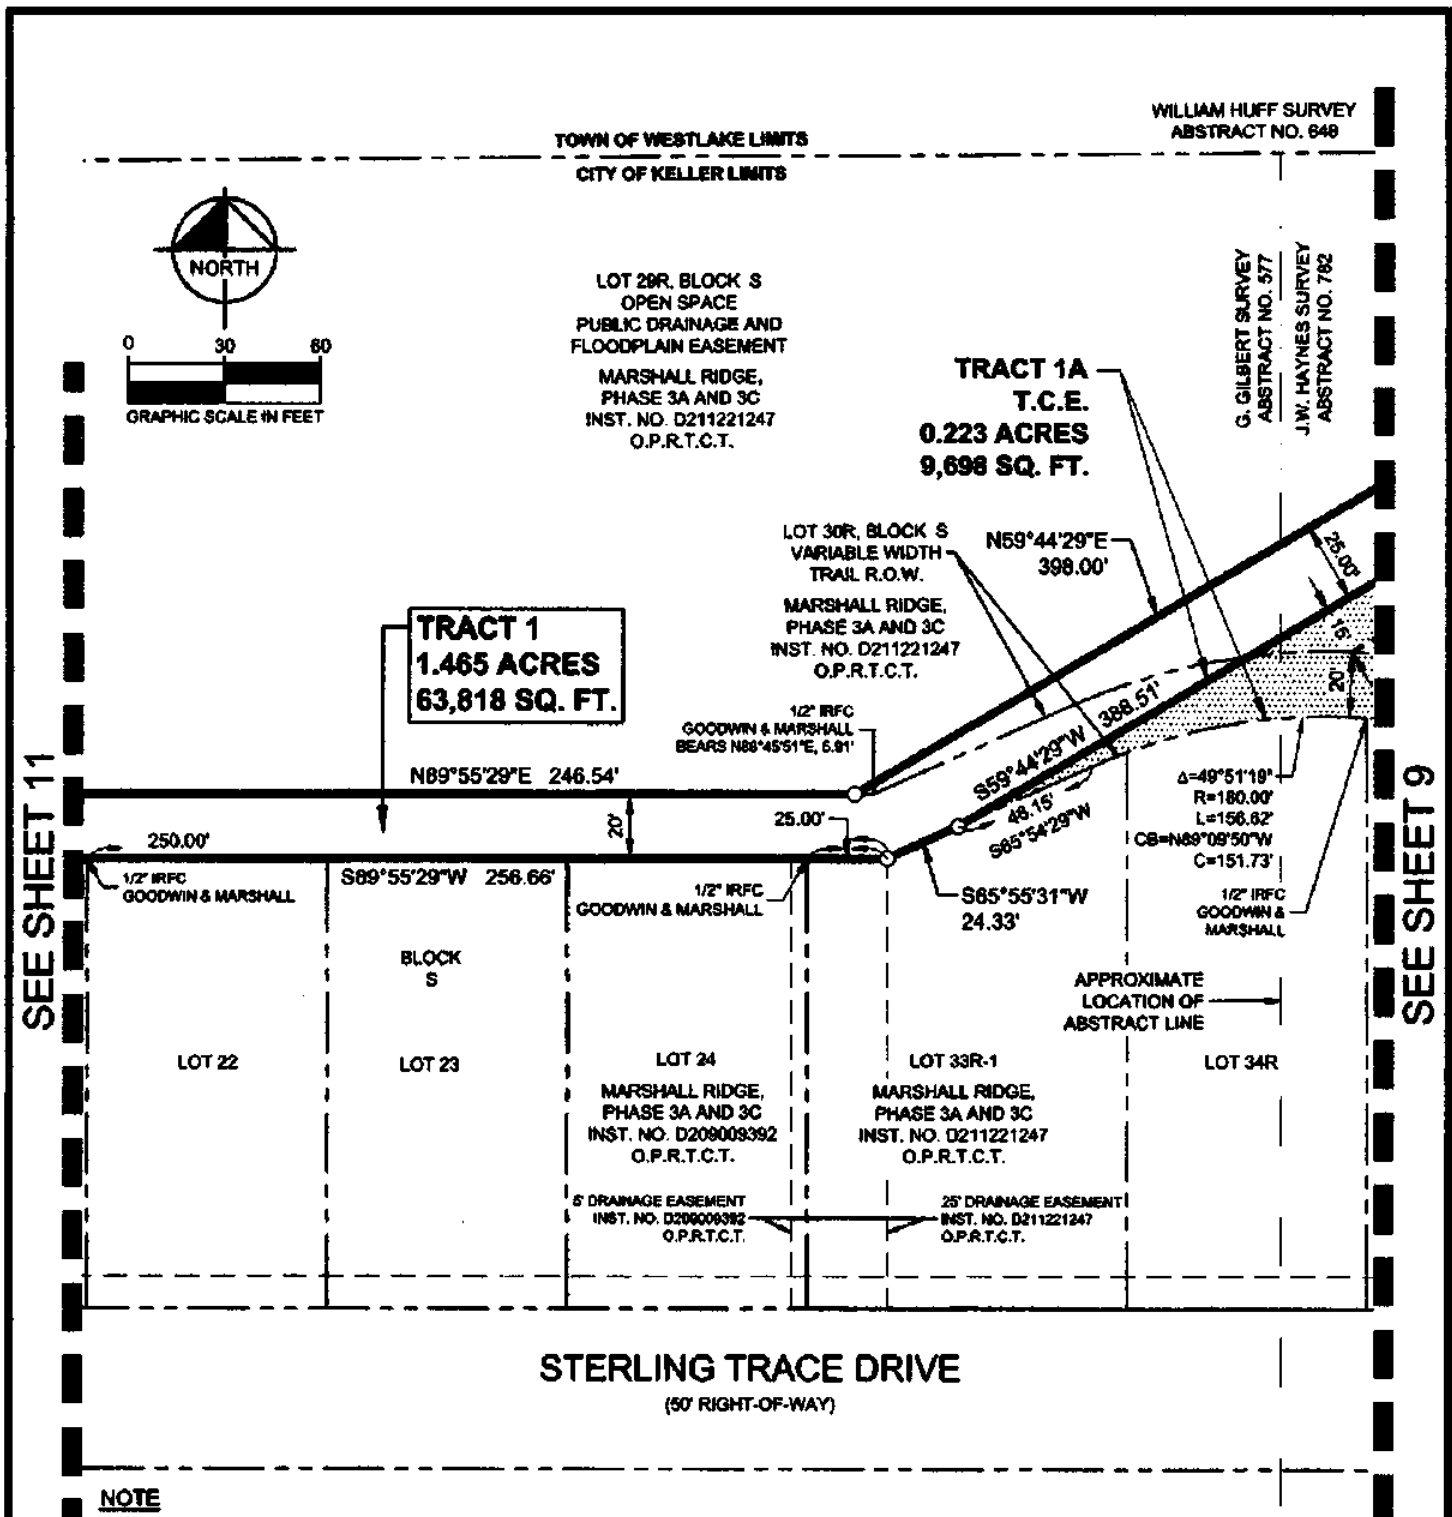 WILLIAM HUFF SURVEY
ABSTRACT NO. 648
TOWN OF WESTLAKE LIMITS
CITY OF KELLER LIMITS
NORTH
0 30 60
GRAPHIC SCALE IN FEET
LOT 29R, BLOCK S
OPEN SPACE
PUBLIC DRAINAGE AND
FLOODPLAIN EASEMENT
MARSHALL RIDGE,
PHASE 3A AND 3C
INST. NO. D211221247
O.P.R.T.C.T.
G. GILBERT SURVEY
ABSTRACT NO. 577
J.W. HAYNES SURVEY
ABSTRACT NO. 782
TRACT 1A
T.C.E.
0.223 ACRES
9,698 SQ. FT.
LOT 30R, BLOCK S
VARIABLE WIDTH
TRAIL R.O.W.
MARSHALL RIDGE,
PHASE 3A AND 3C
INST. NO. D211221247
O.P.R.T.C.T.
N59°44'29"E
398.00'
25.00'
15'
20'
TRACT 1
1.465 ACRES
63,818 SQ. FT.
1/2" IRFC
GOODWIN & MARSHALL
BEARS N88°45'51"E, 6.91'
S59°44'29"W 388.51'
N89°55'29"E 246.54'
20'
25.00'
48.15'
S65°54'29"W
Δ=49°51'19"
R=180.00'
L=156.62'
CB=N69°09'50"W
C=151.73'
250.00'
1/2" IRFC
GOODWIN & MARSHALL
S89°55'29"W 256.66'
1/2" IRFC
GOODWIN & MARSHALL
S65°55'31"W
24.33'
1/2" IRFC
GOODWIN &
MARSHALL
SEE SHEET 11
SEE SHEET 9
BLOCK
S
APPROXIMATE
LOCATION OF
ABSTRACT LINE
LOT 22
LOT 23
LOT 24
MARSHALL RIDGE,
PHASE 3A AND 3C
INST. NO. D209009392
O.P.R.T.C.T.
LOT 33R-1
MARSHALL RIDGE,
PHASE 3A AND 3C
INST. NO. D211221247
O.P.R.T.C.T.
LOT 34R
5' DRAINAGE EASEMENT
INST. NO. D209009392
O.P.R.T.C.T.
25' DRAINAGE EASEMENT
INST. NO. D211221247
O.P.R.T.C.T.
STERLING TRACE DRIVE
(50' RIGHT-OF-WAY)
NOTE